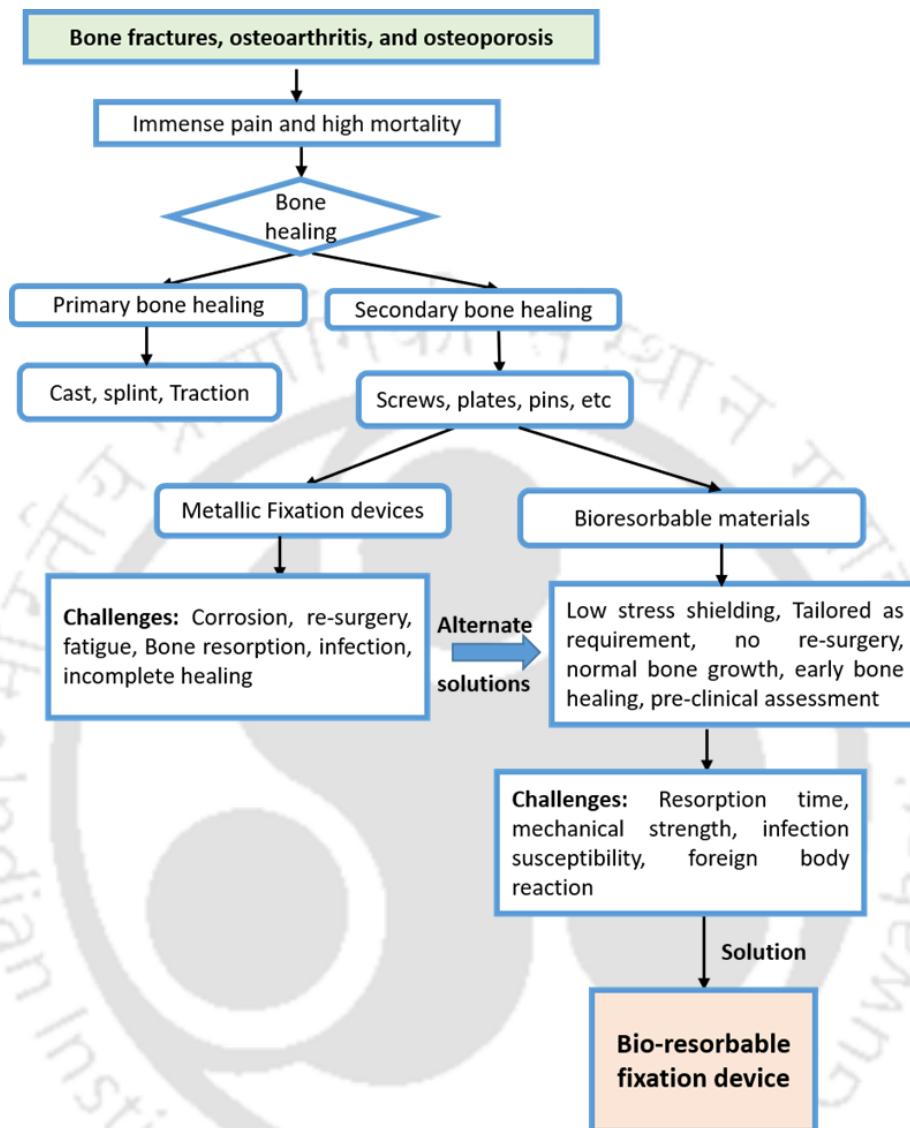 Bone fractures, osteoarthritis, and osteoporosis
Immense pain and high mortality
Bone
healing
Primary bone healing
Secondary bone healing
Cast, splint, Traction
Screws, plates, pins, etc
Metallic Fixation devices
Bioresorbable materials
Challenges: Corrosion, re-surgery,
fatigue, Bone resorption, infection,
incomplete healing
Alternate
solutions
Low stress shielding, Tailored as
requirement, no re-surgery,
normal bone growth, early bone
healing, pre-clinical assessment
Challenges: Resorption time,
mechanical strength, infection
susceptibility, foreign body
reaction
Solution
Bio-resorbable
fixation device